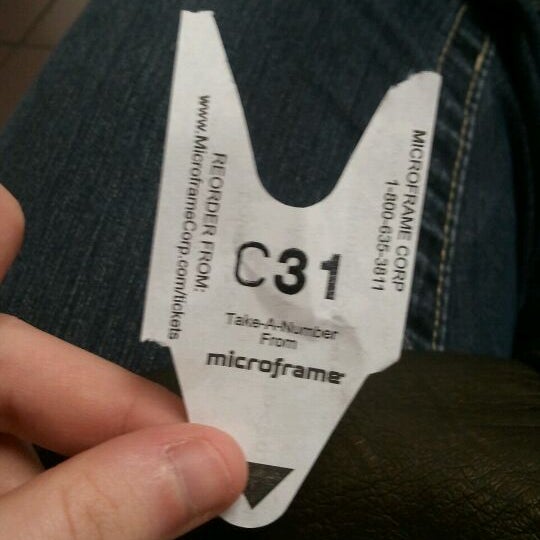 REORDER FROM:
www.MicroframeCorp.com/tickets
MICROFRAME CORP
1-800-635-3811
C31
Take-A-Number
From
microframe